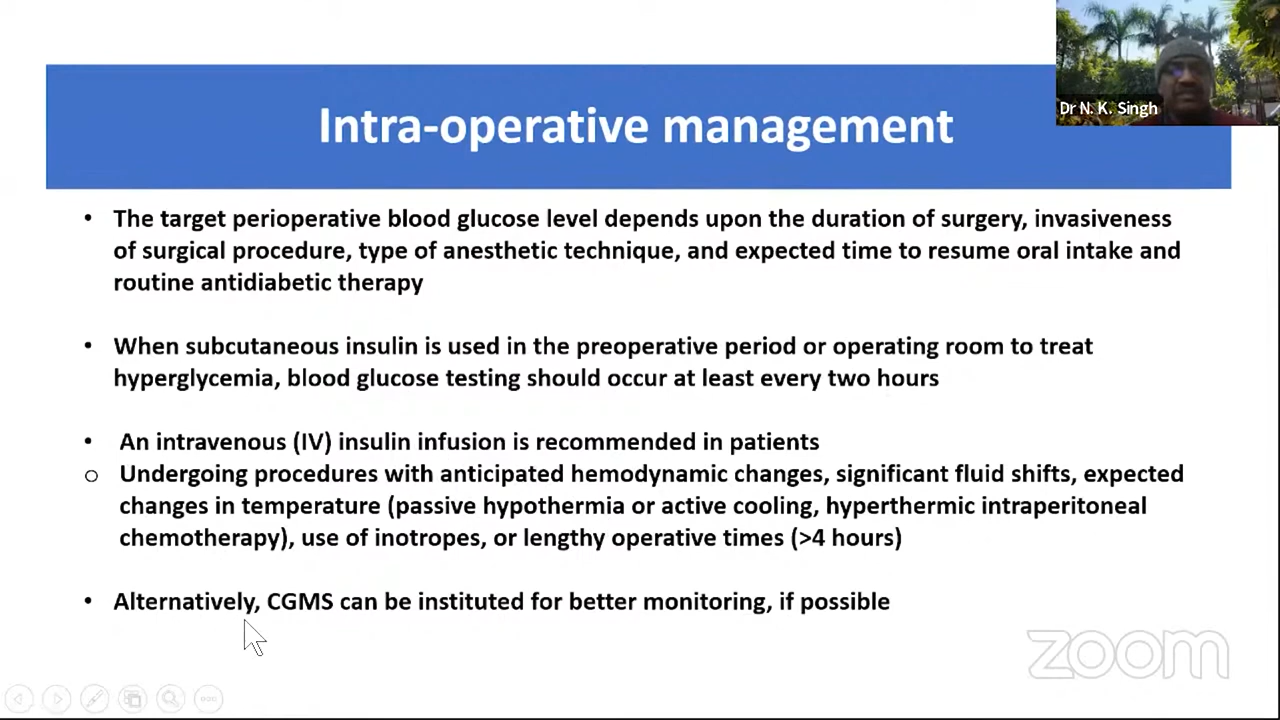 Dr N. K. Singh
Intra-operative management
• The target perioperative blood glucose level depends upon the duration of surgery, invasiveness
of surgical procedure, type of anesthetic technique, and expected time to resume oral intake and
routine antidiabetic therapy
• When subcutaneous insulin is used in the preoperative period or operating room to treat
hyperglycemia, blood glucose testing should occur at least every two hours
• An intravenous (IV) insulin infusion is recommended in patients
o Undergoing procedures with anticipated hemodynamic changes, significant fluid shifts, expected
changes in temperature (passive hypothermia or active cooling, hyperthermic intraperitoneal
chemotherapy), use of inotropes, or lengthy operative times (>4 hours)
• Alternatively, CGMS can be instituted for better monitoring, if possible
zoom